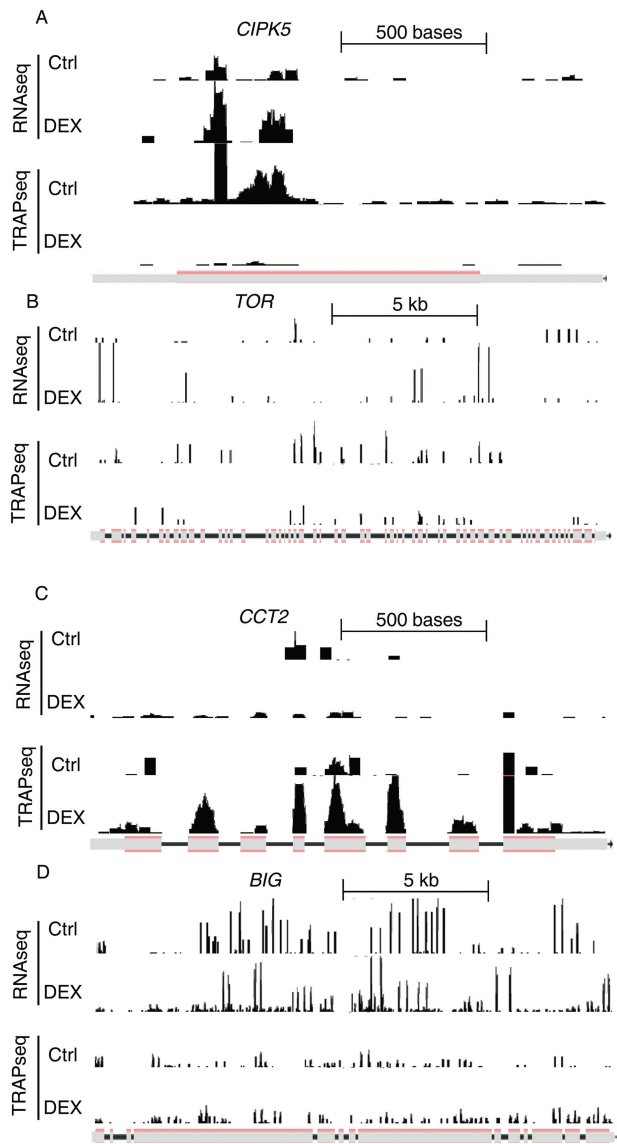 A
CIPK5
500 bases
RNAseq
Ctrl
DEX
TRAPseq
Ctrl
DEX
B
TOR
5 kb
RNAseq
Ctrl
DEX
TRAPseq
Ctrl
DEX
C
CCT2
500 bases
RNAseq
Ctrl
DEX
TRAPseq
Ctrl
DEX
D
BIG
5 kb
RNAseq
Ctrl
DEX
TRAPseq
Ctrl
DEX